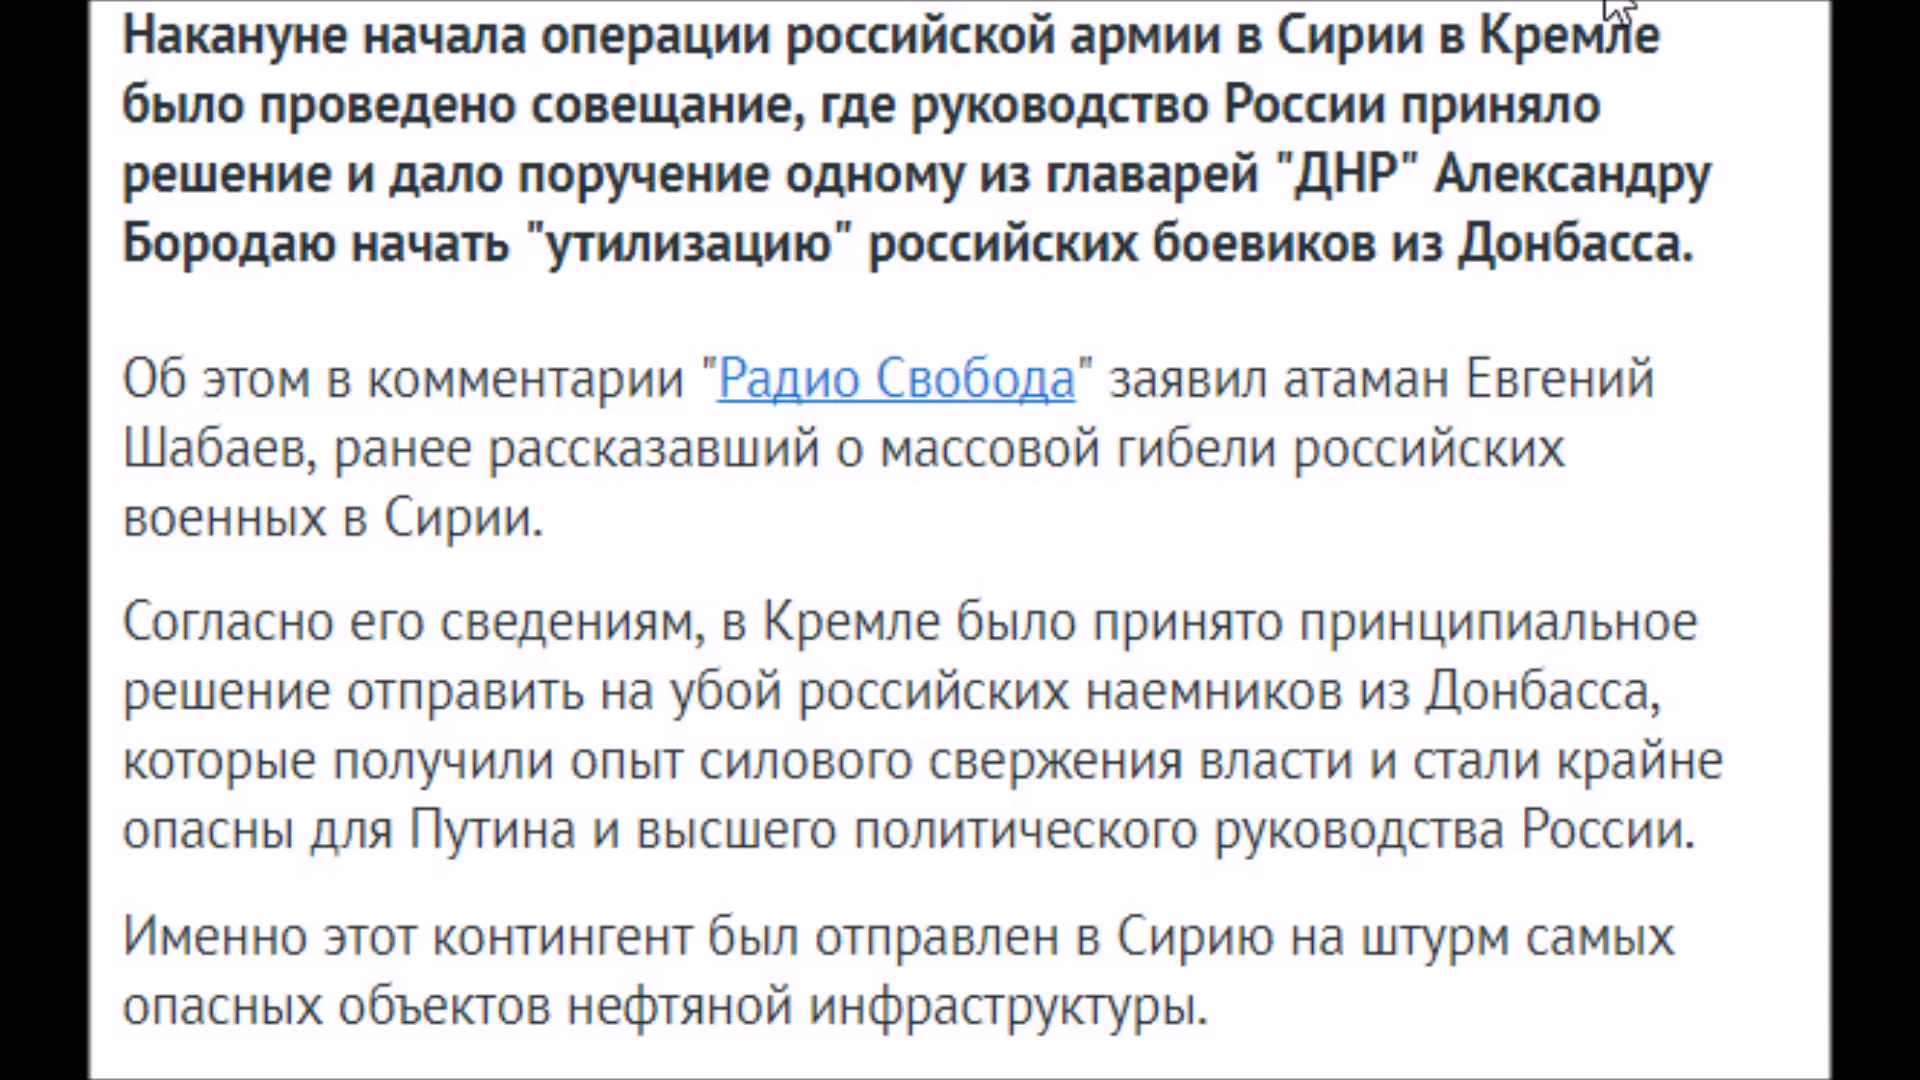 Накануне начала операции российской армии в Сирии в Кремле
было проведено совещание, где руководство России приняло
решение и дало поручение одному из главарей "ДНР" Александру
Бородаю начать "утилизацию" российских боевиков из Донбасса.
Об этом в комментарии "Радио Свобода" заявил атаман Евгений
Шабаев, ранее рассказавший о массовой гибели российских
военных в Сирии.
Согласно его сведениям, в Кремле было принято принципиальное
решение отправить на убой российских наемников из Донбасса,
которые получили опыт силового свержения власти и стали крайне
опасны для Путина и высшего политического руководства России.
Именно этот контингент был отправлен в Сирию на штурм самых
опасных объектов нефтяной инфраструктуры.